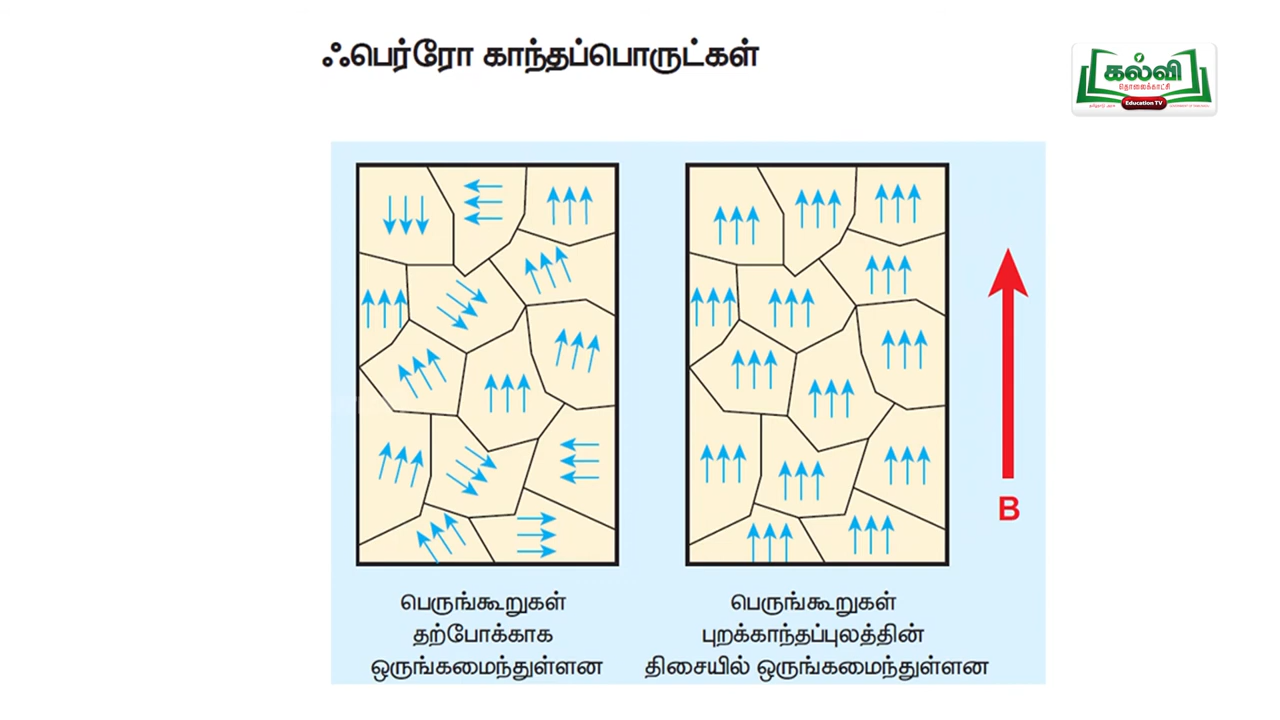 ஃபெர்ரோ காந்தப்பொருட்கள்
கல்வி
தொலைக்காட்சி
Education TV
B
பெருங்கூறுகள்
தற்போக்காக
ஒருங்கமைந்துள்ளன
பெருங்கூறுகள்
புறக்காந்தப்புலத்தின்
திசையில் ஒருங்கமைந்துள்ளன